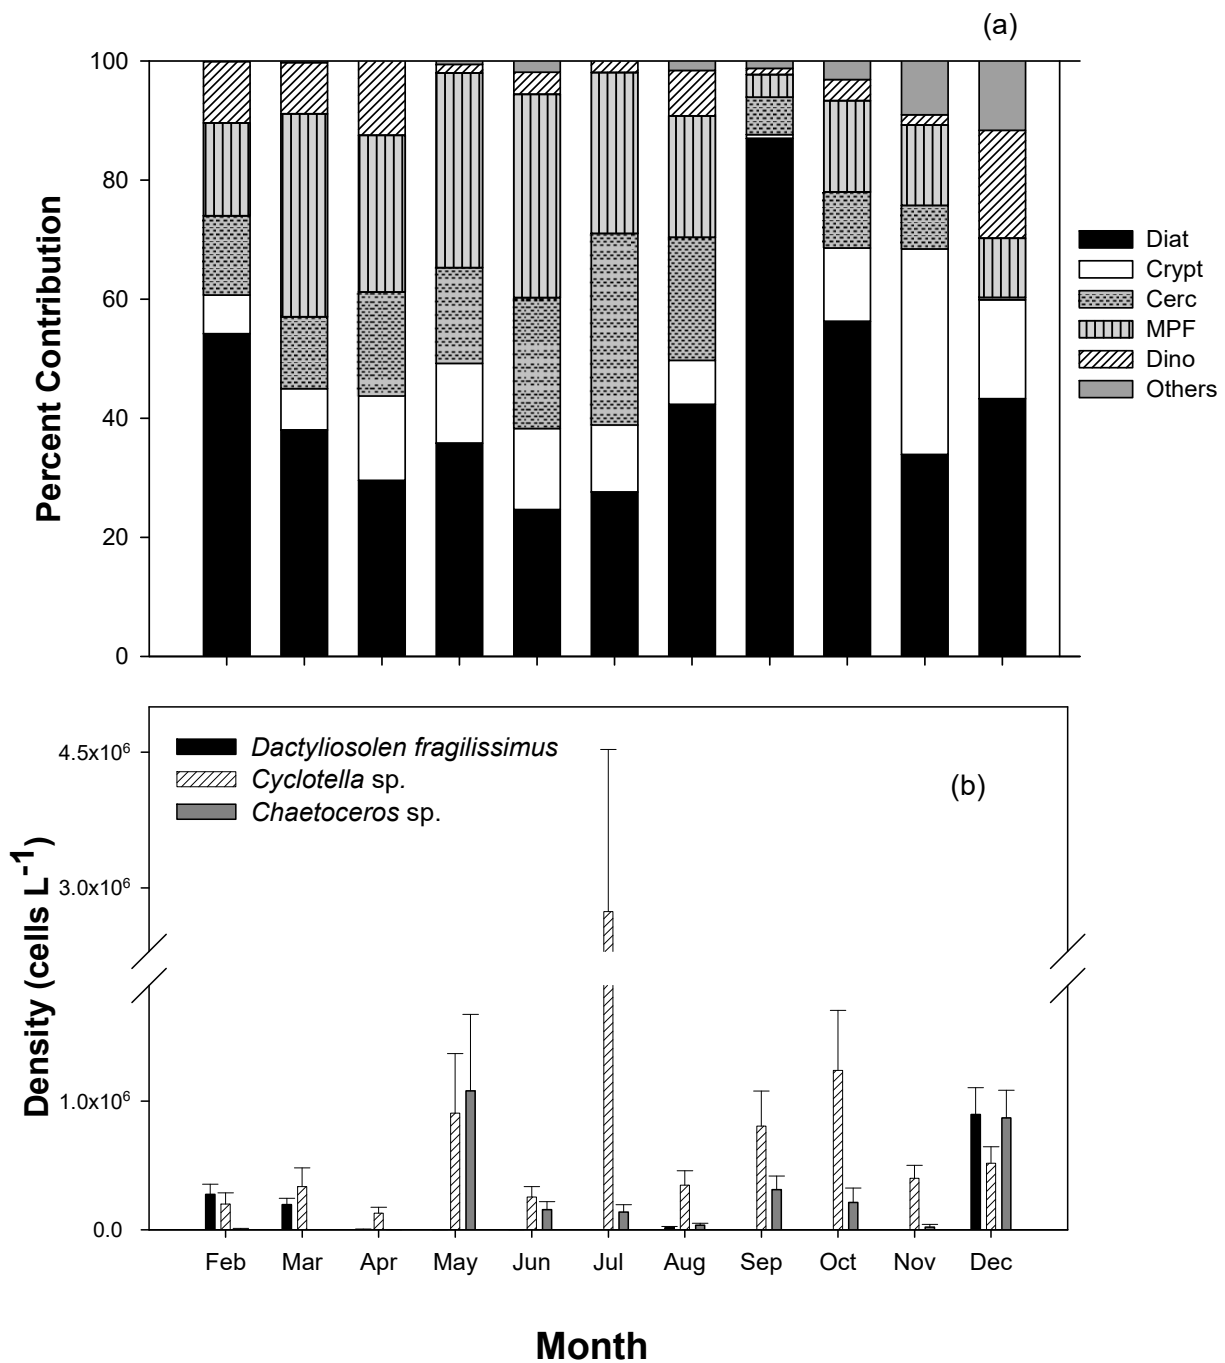 (a)
100
80
60
40
20
0
Percent Contribution
Diat
Crypt
Cerc
MPF
Dino
Others
Dactyliosolen fragilissimus
Cyclotella sp.
Chaetoceros sp.
(b)
4.5x10⁶
3.0x10⁶
1.0x10⁶
0.0
Density (cells L⁻¹)
Feb Mar Apr May Jun Jul Aug Sep Oct Nov Dec
Month